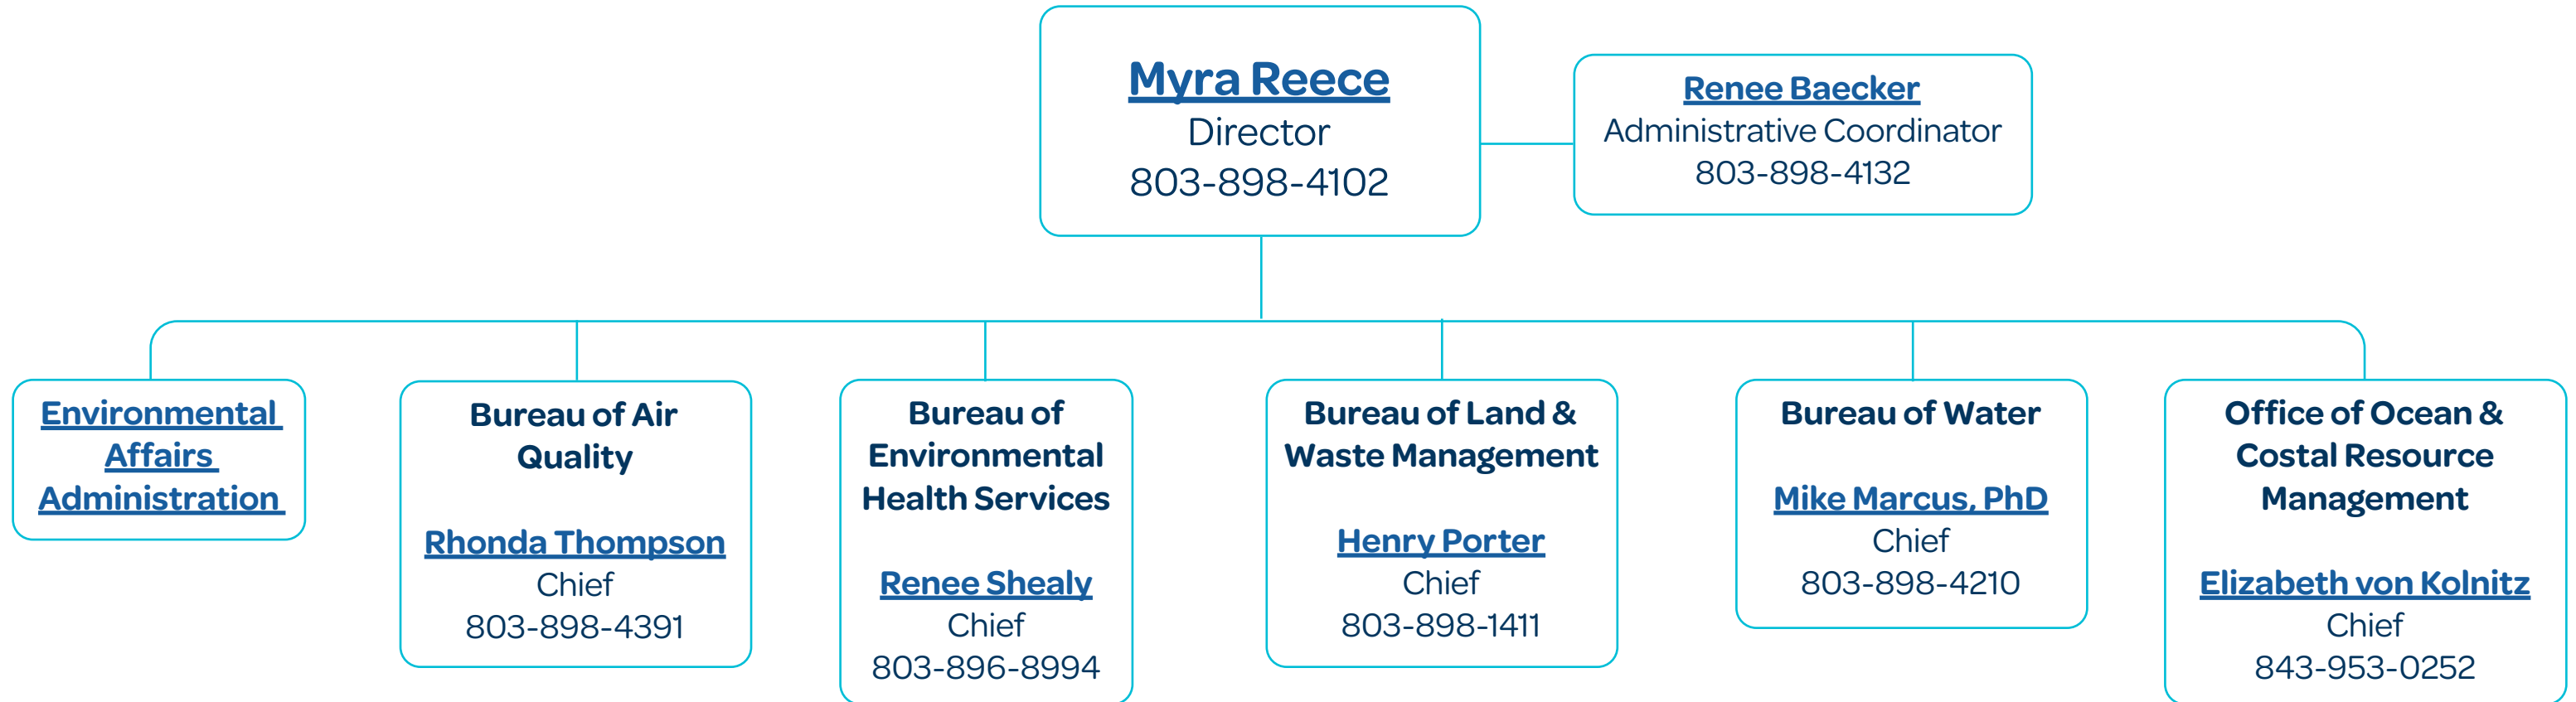 Myra Reece
Director
803-898-4102
Renee Baecker
Administrative Coordinator
803-898-4132
Environmental
Affairs
Administration
Bureau of Air
Quality
Rhonda Thompson
Chief
803-898-4391
Bureau of
Environmental
Health Services
Renee Shealy
Chief
803-896-8994
Bureau of Land &
Waste Management
Henry Porter
Chief
803-898-1411
Bureau of Water
Mike Marcus, PhD
Chief
803-898-4210
Office of Ocean &
Costal Resource
Management
Elizabeth von Kolnitz
Chief
843-953-0252